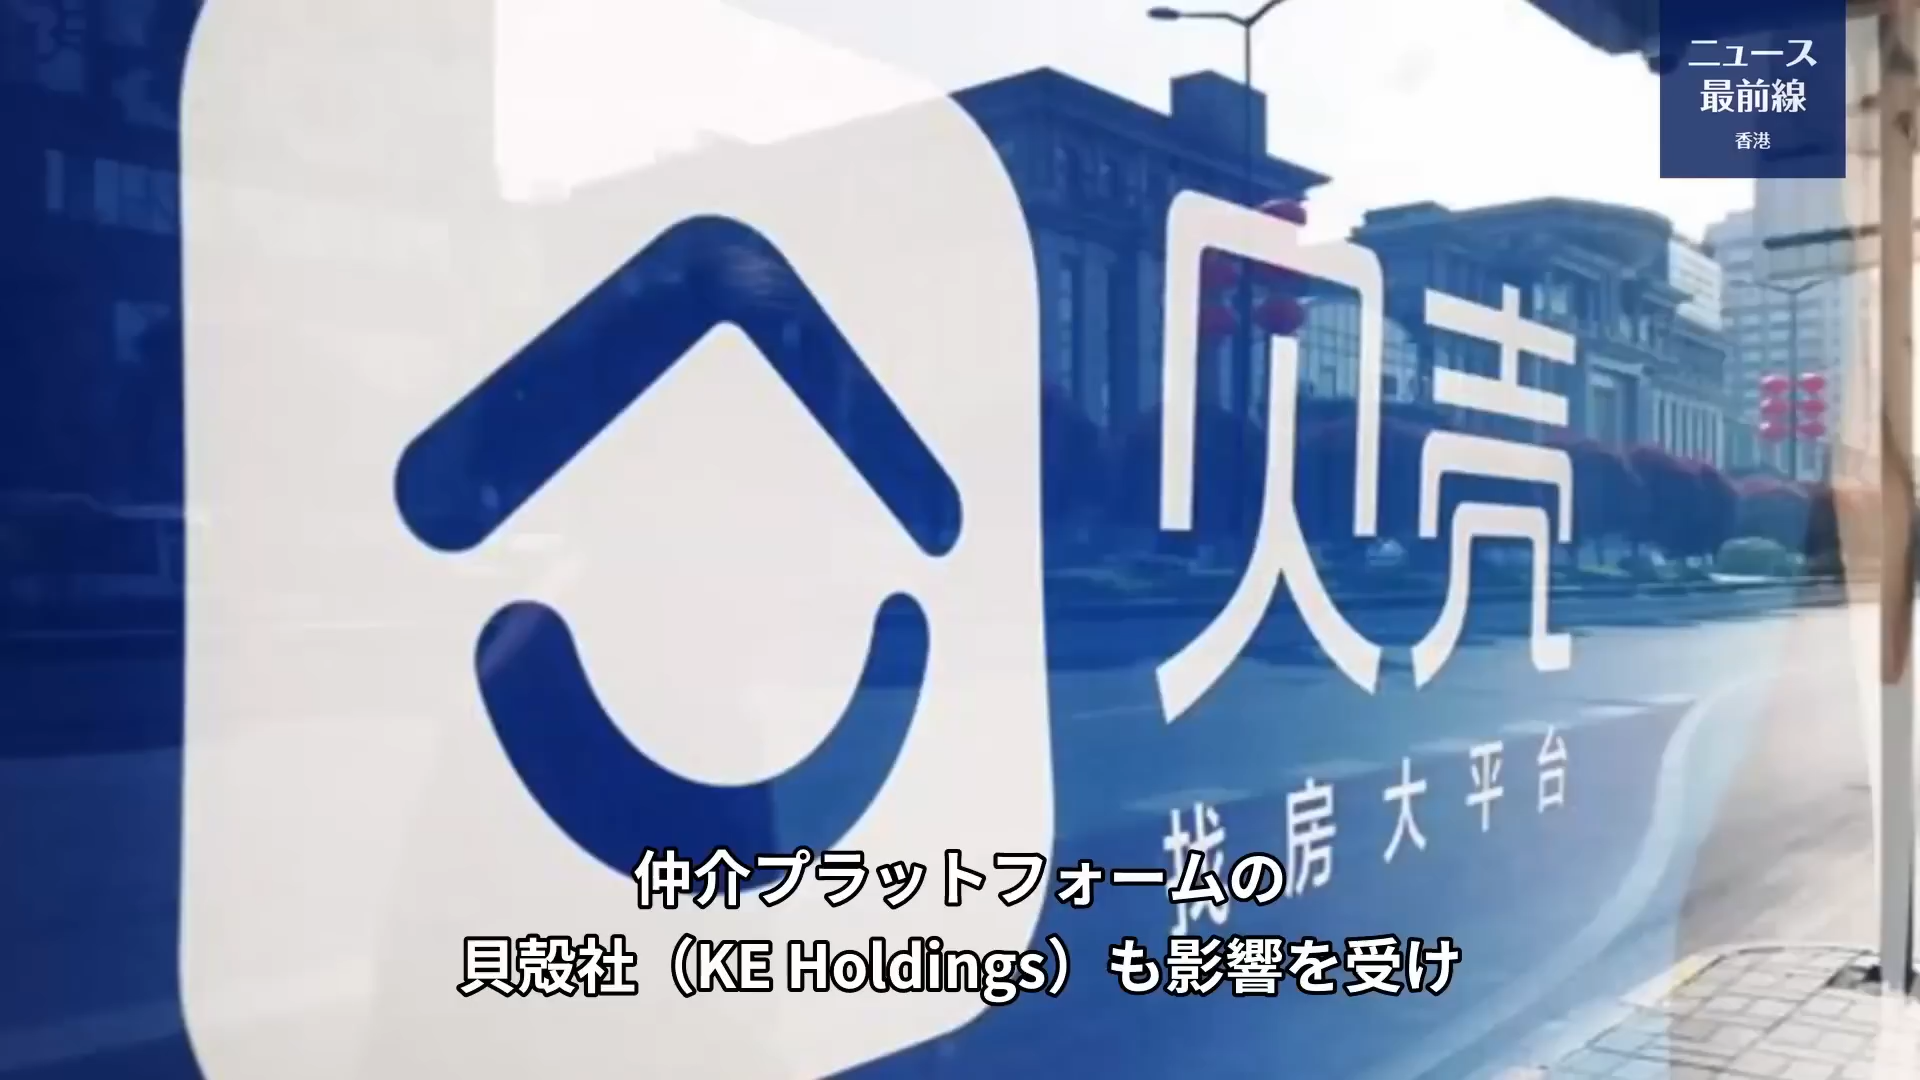 ニュース
最前線
香港
贝壳
找房大平台
仲介プラットフォームの
貝殻社（KE Holdings）も影響を受け